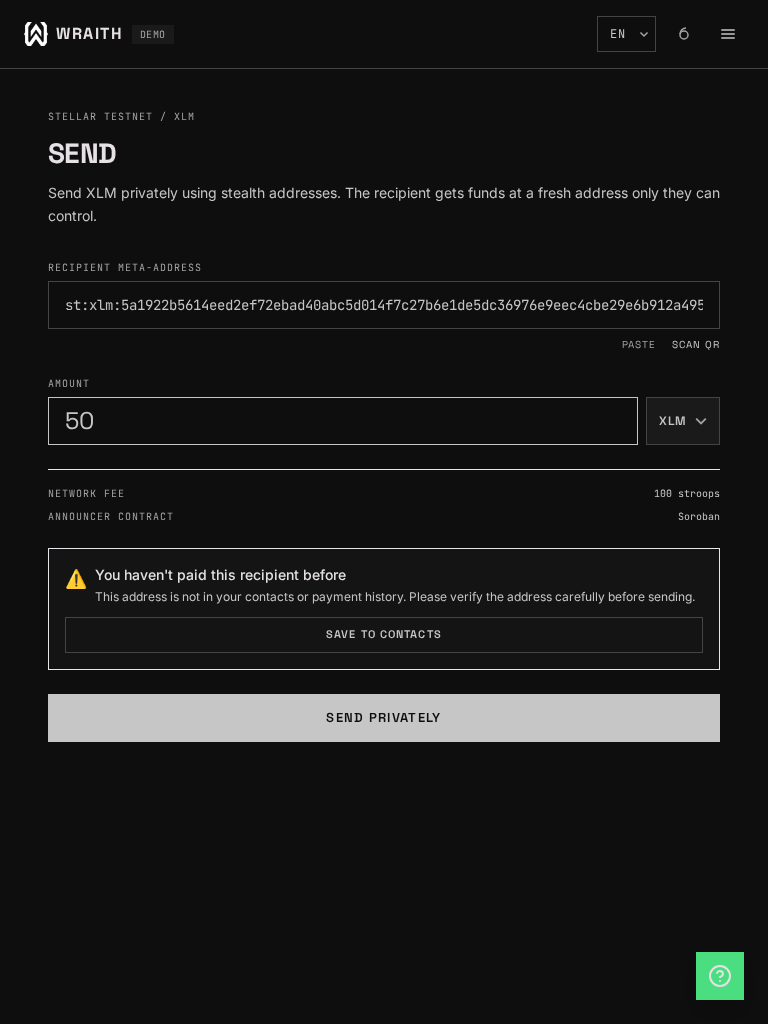 WRAITH DEMO EN
STELLAR TESTNET / XLM
SEND
Send XLM privately using stealth addresses. The recipient gets funds at a fresh address only they can
control.
RECIPIENT META-ADDRESS
st:xlm:5a1922b5614eed2ef72ebad40abc5d014f7c27b6e1de5dc36976e9eec4cbe29e6b912a495
PASTE SCAN QR
AMOUNT
50 XLM
NETWORK FEE 100 stroops
ANNOUNCER CONTRACT Soroban
You haven't paid this recipient before
This address is not in your contacts or payment history. Please verify the address carefully before sending.
SAVE TO CONTACTS
SEND PRIVATELY